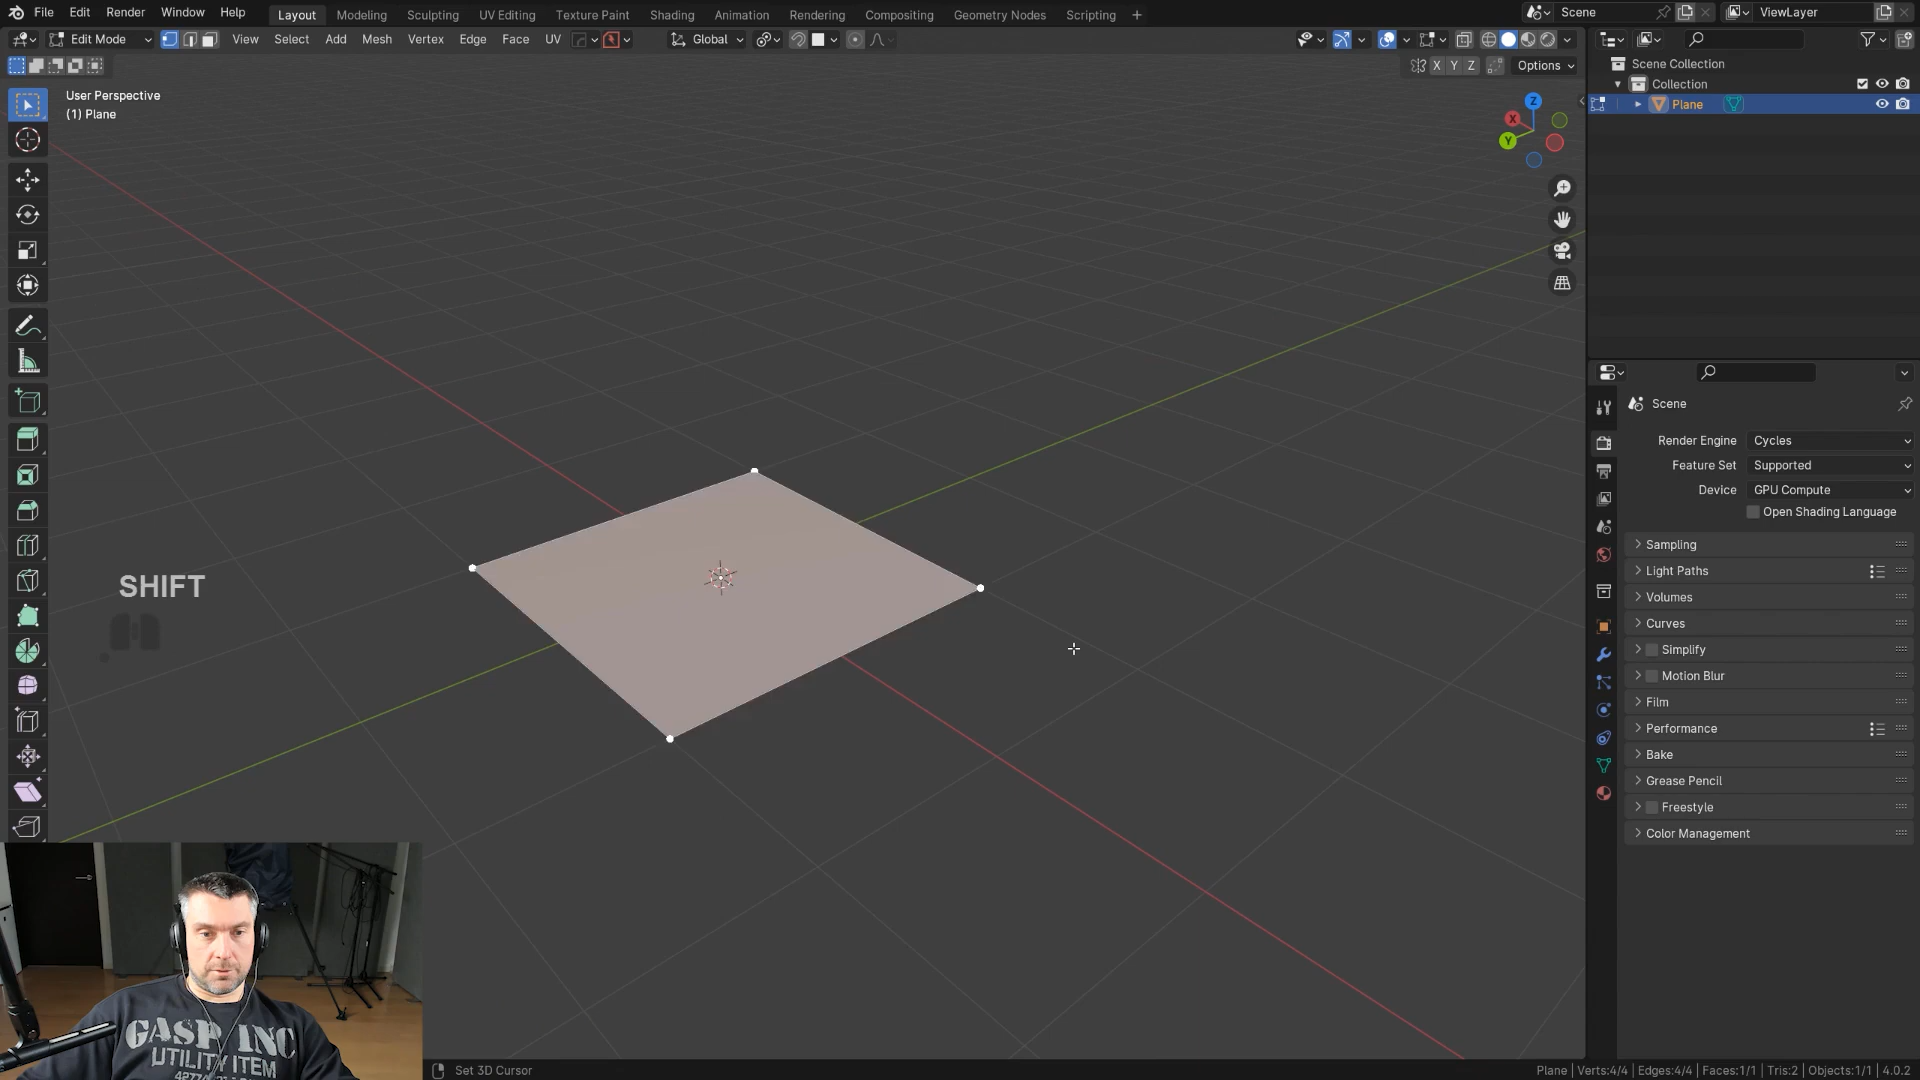 File Edit Render Window Help Layout Modeling Sculpting UV Editing Texture Paint Shading Animation Rendering Compositing Geometry Nodes Scripting + Scene ViewLayer
Edit Mode View Select Add Mesh Vertex Edge Face UV Global
X Y Z Options
User Perspective
(1) Plane
Z
X
Y
Scene Collection
Collection
Plane
SHIFT
Scene
Render Engine Cycles
Feature Set Supported
Device GPU Compute
Open Shading Language
Sampling
Light Paths
Volumes
Curves
Simplify
Motion Blur
Film
Performance
Bake
Grease Pencil
Freestyle
Color Management
GASP INC
UTILITY ITEM
Set 3D Cursor
Plane | Verts:4/4 | Edges:4/4 | Faces:1/1 | Tris:2 | Objects:1/1 | 4.0.2